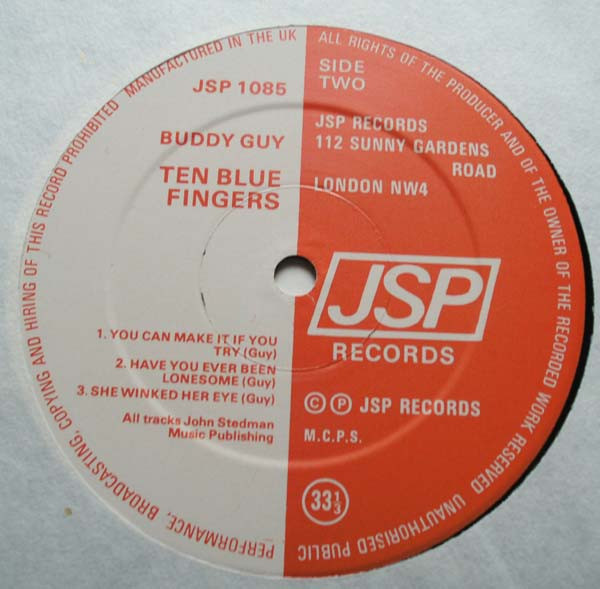 MANUFACTURED IN THE UK
ALL RIGHTS OF THE PRODUCER AND OF THE OWNER OF THE RECORDED WORK RESERVED
UNAUTHORISED PUBLIC
PERFORMANCE, BROADCASTING, COPYING AND HIRING OF THIS RECORD PROHIBITED
JSP 1085
BUDDY GUY
TEN BLUE
FINGERS
1. YOU CAN MAKE IT IF YOU
TRY (Guy)
2. HAVE YOU EVER BEEN
LONESOME (Guy)
3. SHE WINKED HER EYE (Guy)
All tracks John Stedman
Music Publishing
SIDE
TWO
JSP RECORDS
112 SUNNY GARDENS
ROAD
LONDON NW4
JSP
RECORDS
© ℗ JSP RECORDS
M.C.P.S.
33 1/3